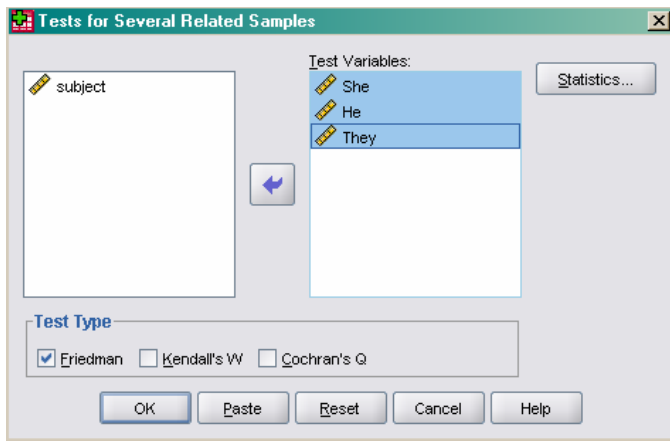 Tests for Several Related Samples
Test Variables:
subject
She
He
They
Statistics...
Test Type
Friedman Kendall's W Cochran's Q
OK Paste Reset Cancel Help